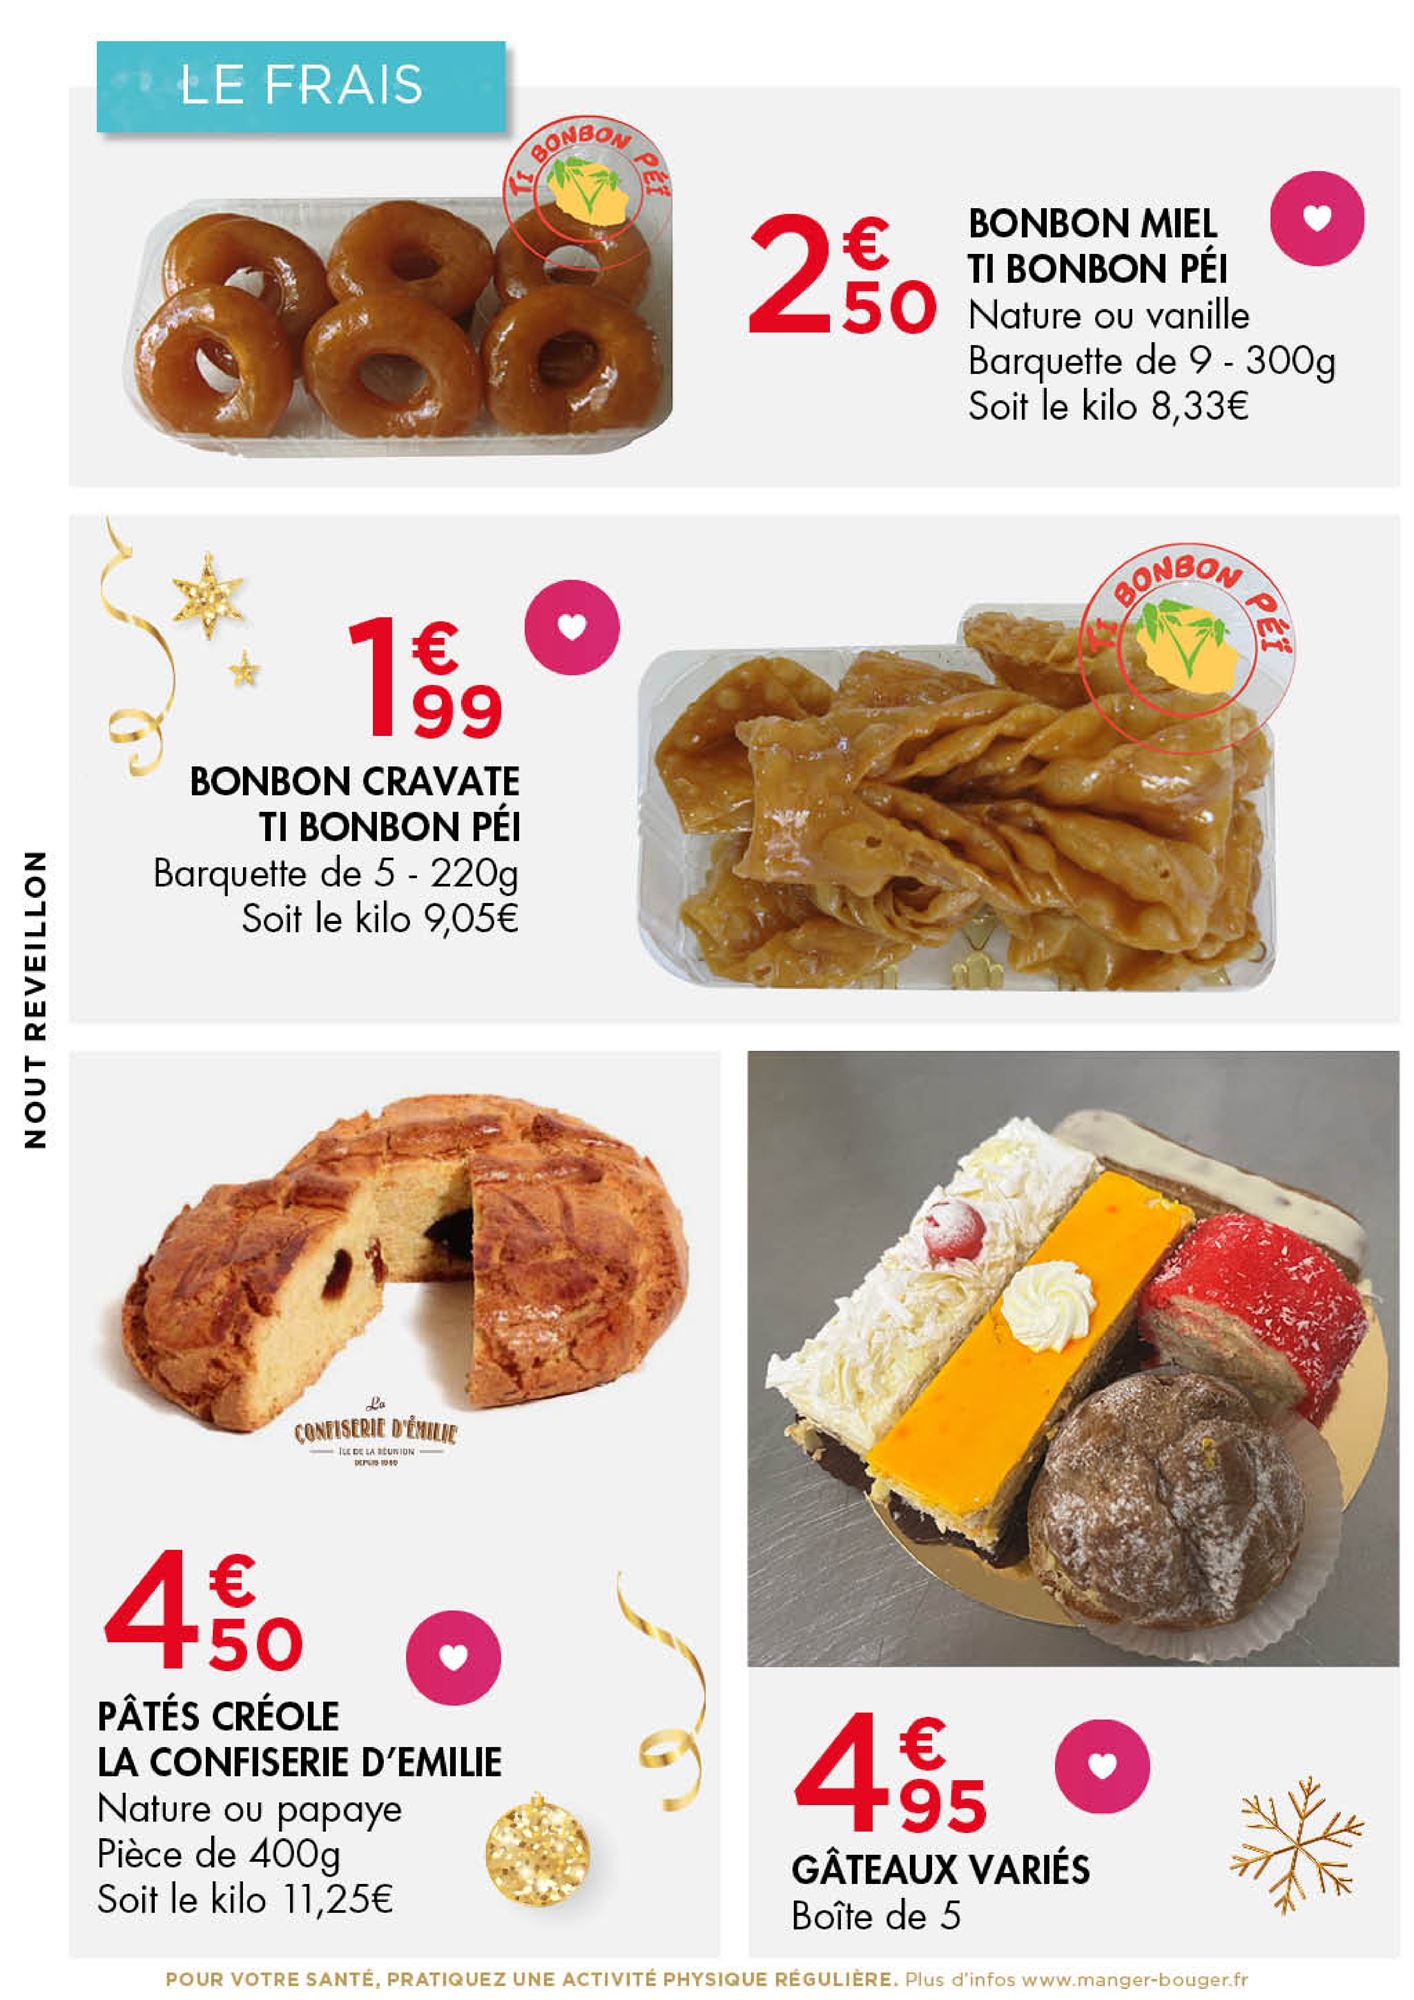 LE FRAIS
TI BONBON PÉÏ
2€50
BONBON MIEL
TI BONBON PÉI
Nature ou vanille
Barquette de 9 - 300g
Soit le kilo 8,33€
1€99
BONBON CRAVATE
TI BONBON PÉI
Barquette de 5 - 220g
Soit le kilo 9,05€
TI BONBON PÉÏ
NOUT REVEILLON
La
CONFISERIE D'ÉMILIE
ÎLE DE LA RÉUNION
4€50
PÂTÉS CRÉOLE
LA CONFISERIE D'EMILIE
Nature ou papaye
Pièce de 400g
Soit le kilo 11,25€
4€95
GÂTEAUX VARIÉS
Boîte de 5
POUR VOTRE SANTÉ, PRATIQUEZ UNE ACTIVITÉ PHYSIQUE RÉGULIÈRE. Plus d'infos www.manger-bouger.fr